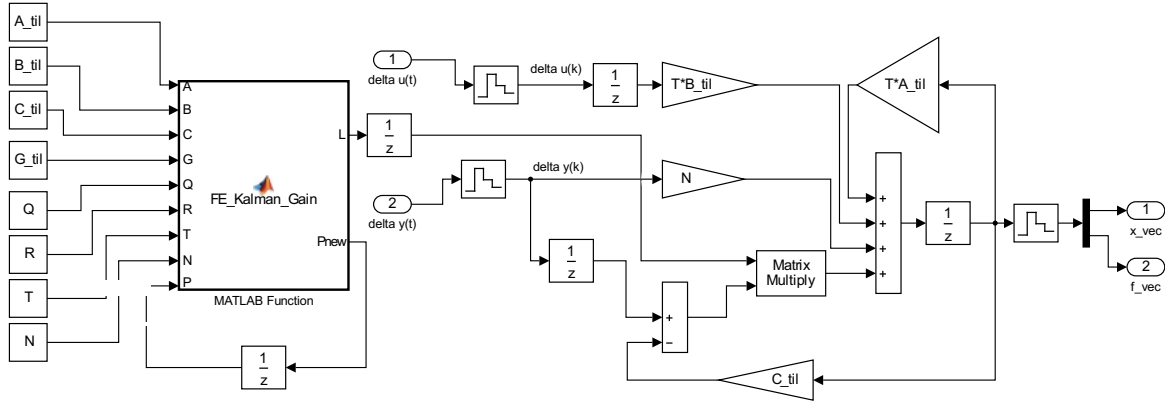 A_til
B_til
C_til
G_til
Q
R
T
N
A
B
C
G
Q
R
T
N
P
FE_Kalman_Gain
L
Pnew
MATLAB Function
1
z
1
z
1
delta u(t)
delta u(k)
1
z
T*B_til
T*A_til
2
delta y(t)
delta y(k)
N
1
z
+
−
Matrix
Multiply
+
+
+
+
1
z
C_til
1
x_vec
2
f_vec